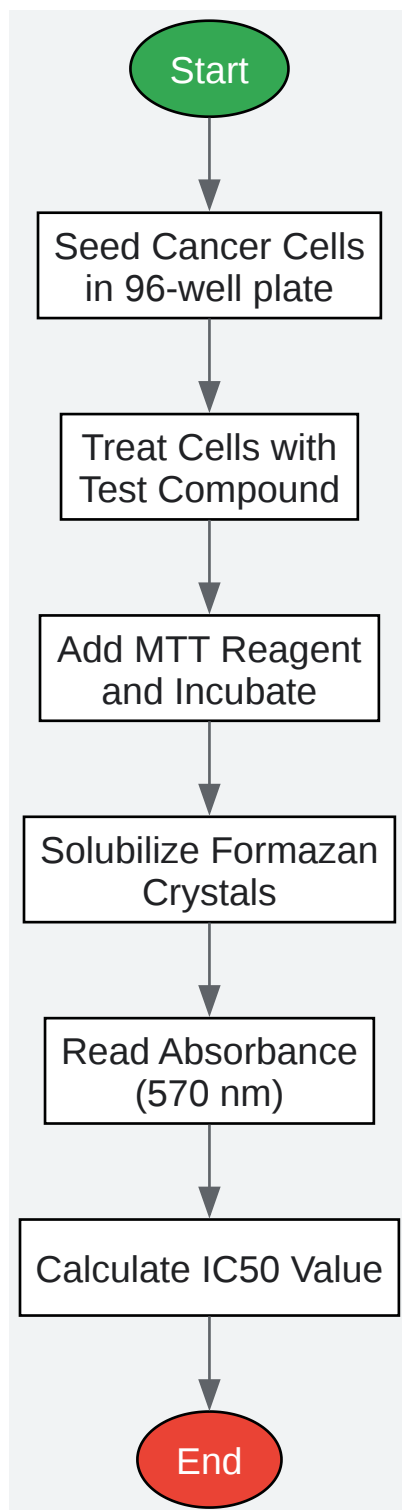 Start
Seed Cancer Cells
in 96-well plate
Treat Cells with
Test Compound
Add MTT Reagent
and Incubate
Solubilize Formazan
Crystals
Read Absorbance
(570 nm)
Calculate IC50 Value
End